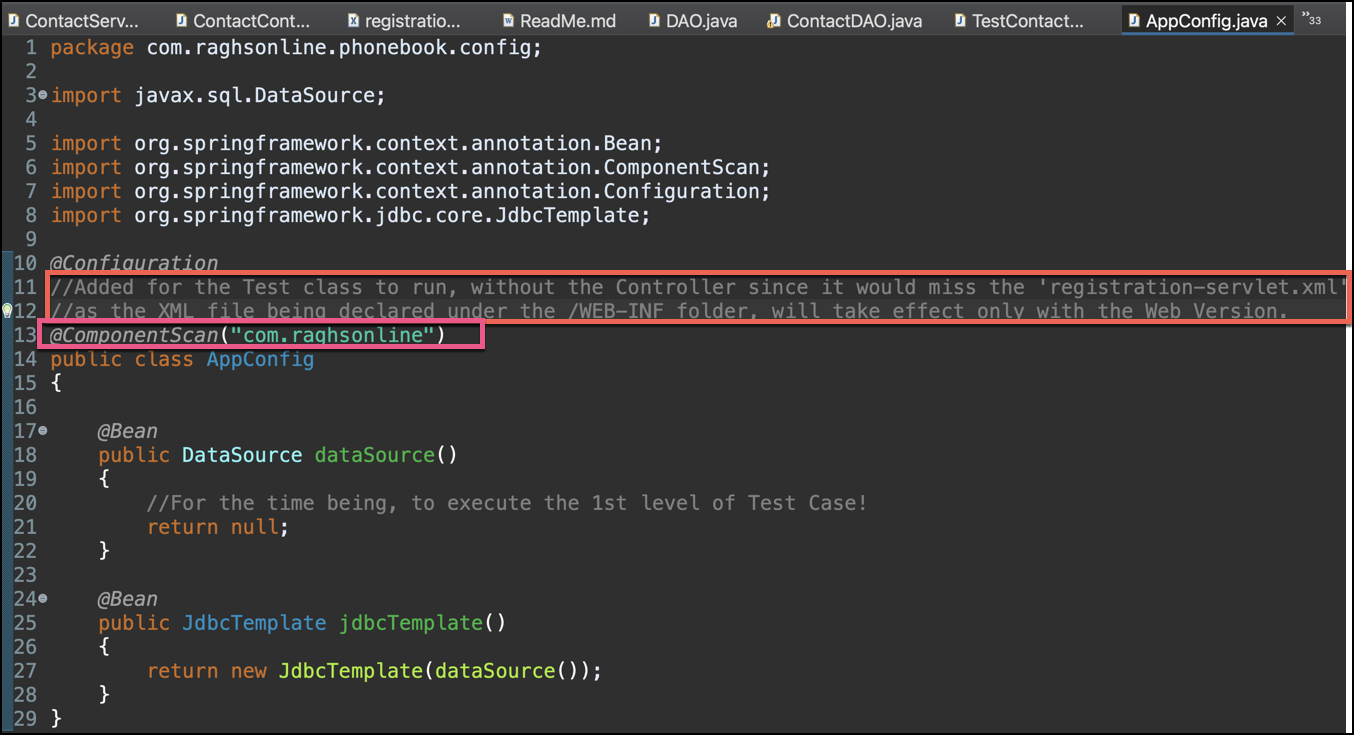 ContactServ... ContactCont... registratio... ReadMe.md DAO.java ContactDAO.java TestContact... AppConfig.java × »33
1 package com.raghsonline.phonebook.config;
2
3 import javax.sql.DataSource;
4
5 import org.springframework.context.annotation.Bean;
6 import org.springframework.context.annotation.ComponentScan;
7 import org.springframework.context.annotation.Configuration;
8 import org.springframework.jdbc.core.JdbcTemplate;
9
10 @Configuration
11 //Added for the Test class to run, without the Controller since it would miss the 'registration-servlet.xml'
12 //as the XML file being declared under the /WEB-INF folder, will take effect only with the Web Version.
13 @ComponentScan("com.raghsonline")
14 public class AppConfig
15 {
16
17 @Bean
18 public DataSource dataSource()
19 {
20 //For the time being, to execute the 1st level of Test Case!
21 return null;
22 }
23
24 @Bean
25 public JdbcTemplate jdbcTemplate()
26 {
27 return new JdbcTemplate(dataSource());
28 }
29 }